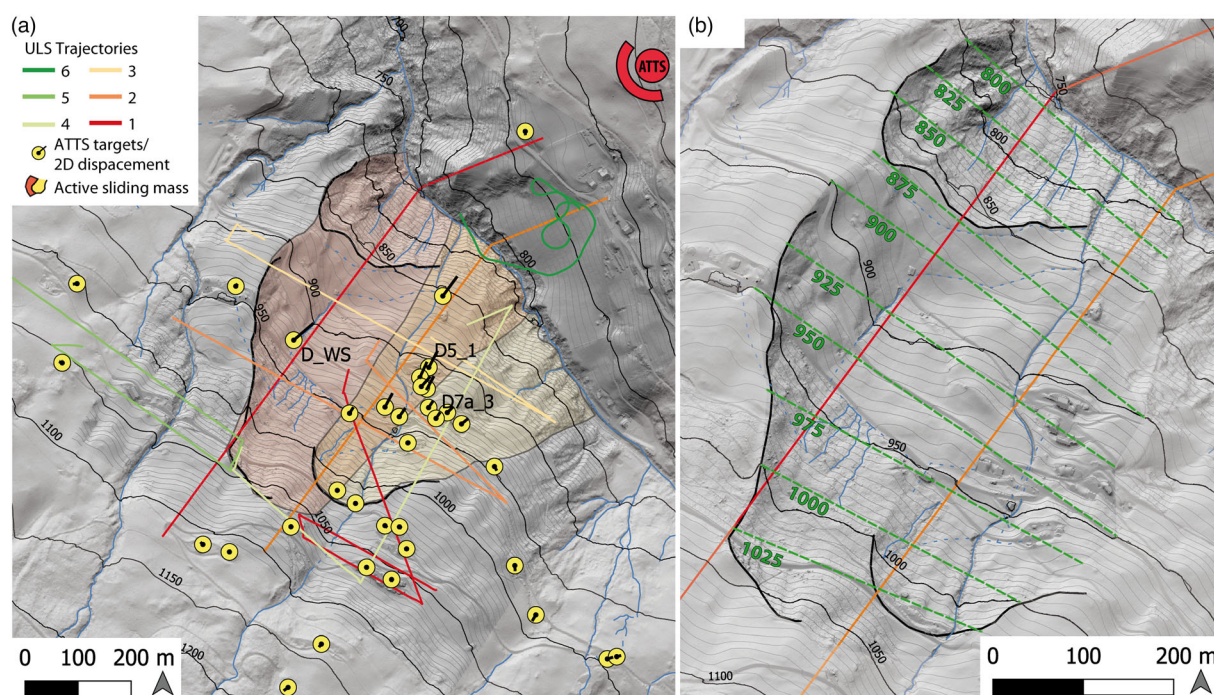 (a)
ULS Trajectories
6 3
5 2
4 1
ATTS targets/
2D dispacement
Active sliding mass
ATTS
700
750
800
850
900
950
D_WS
D5_1
D7a_3
1000
1050
1100
1150
1200
0 100 200 m
(b)
750
800
800
825
850
850
875
900
900
925
950
950
975
1000
1000
1025
1050
1100
0 100 200 m